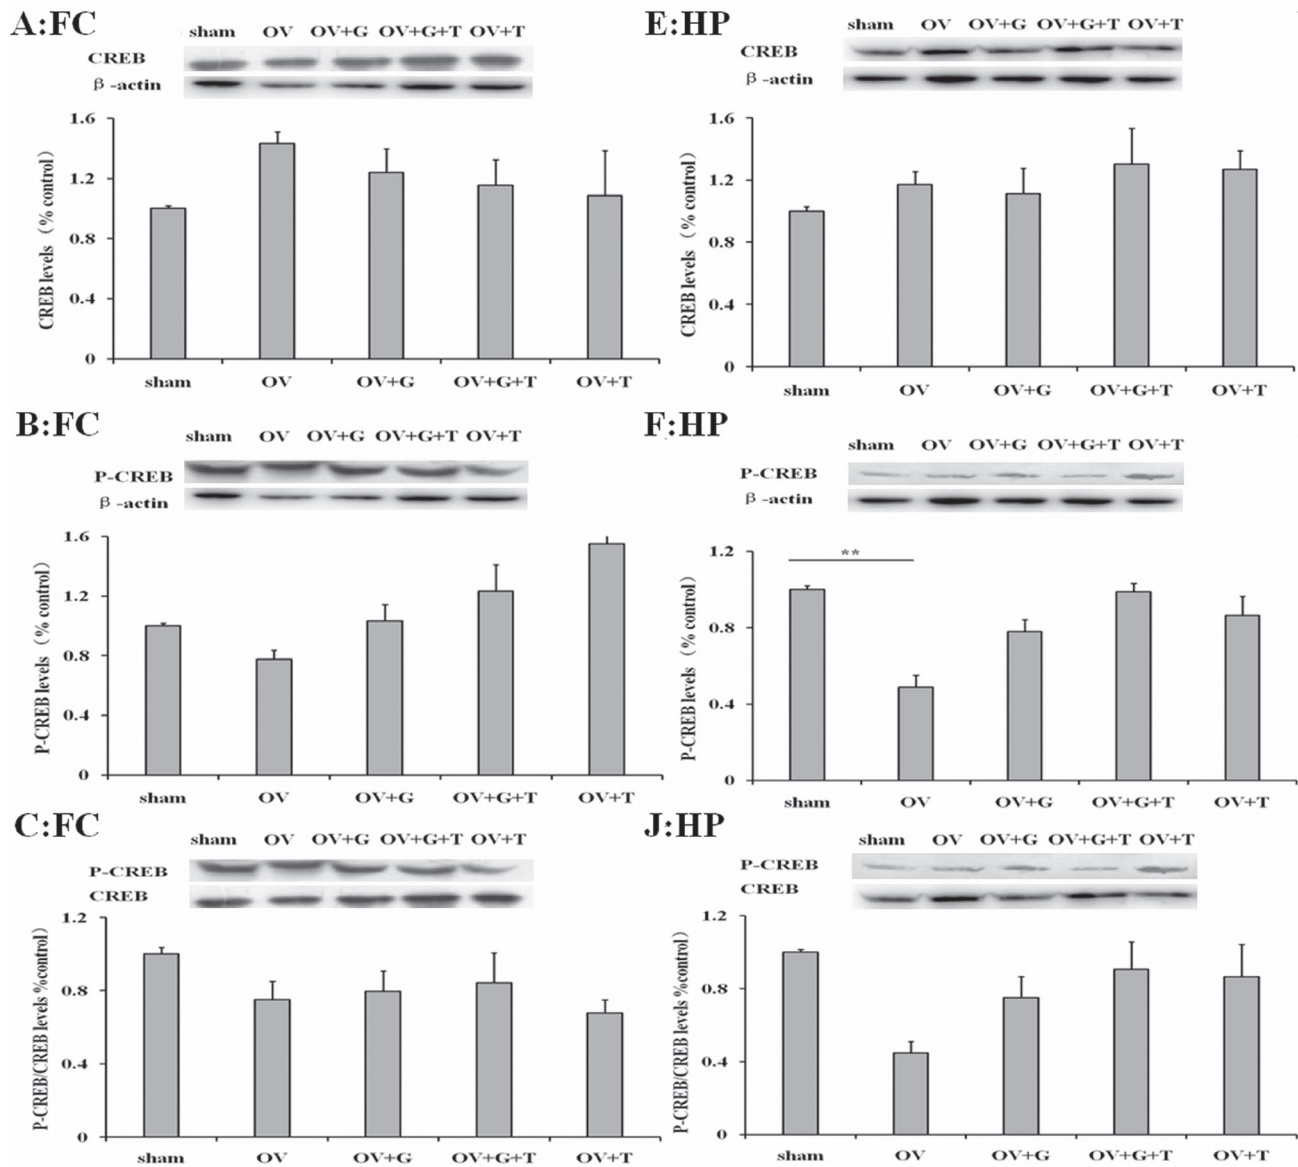 A:FC
sham OV OV+G OV+G+T OV+T
CREB
β-actin
CREB levels (% control)
1.6
1.2
0.8
0.4
0
sham OV OV+G OV+G+T OV+T
E:HP
sham OV OV+G OV+G+T OV+T
CREB
β-actin
CREB levels (% control)
1.6
1.2
0.8
0.4
0
sham OV OV+G OV+G+T OV+T
B:FC
sham OV OV+G OV+G+T OV+T
P-CREB
β-actin
P-CREB levels (% control)
1.6
1.2
0.8
0.4
0
sham OV OV+G OV+G+T OV+T
F:HP
sham OV OV+G OV+G+T OV+T
P-CREB
β-actin
P-CREB levels (% control)
1.2
0.8
0.4
0
**
sham OV OV+G OV+G+T OV+T
C:FC
sham OV OV+G OV+G+T OV+T
P-CREB
CREB
P-CREB/CREB levels %control)
1.2
0.8
0.4
0
sham OV OV+G OV+G+T OV+T
J:HP
sham OV OV+G OV+G+T OV+T
P-CREB
CREB
P-CREB/CREB levels %control)
1.2
0.8
0.4
0
sham OV OV+G OV+G+T OV+T